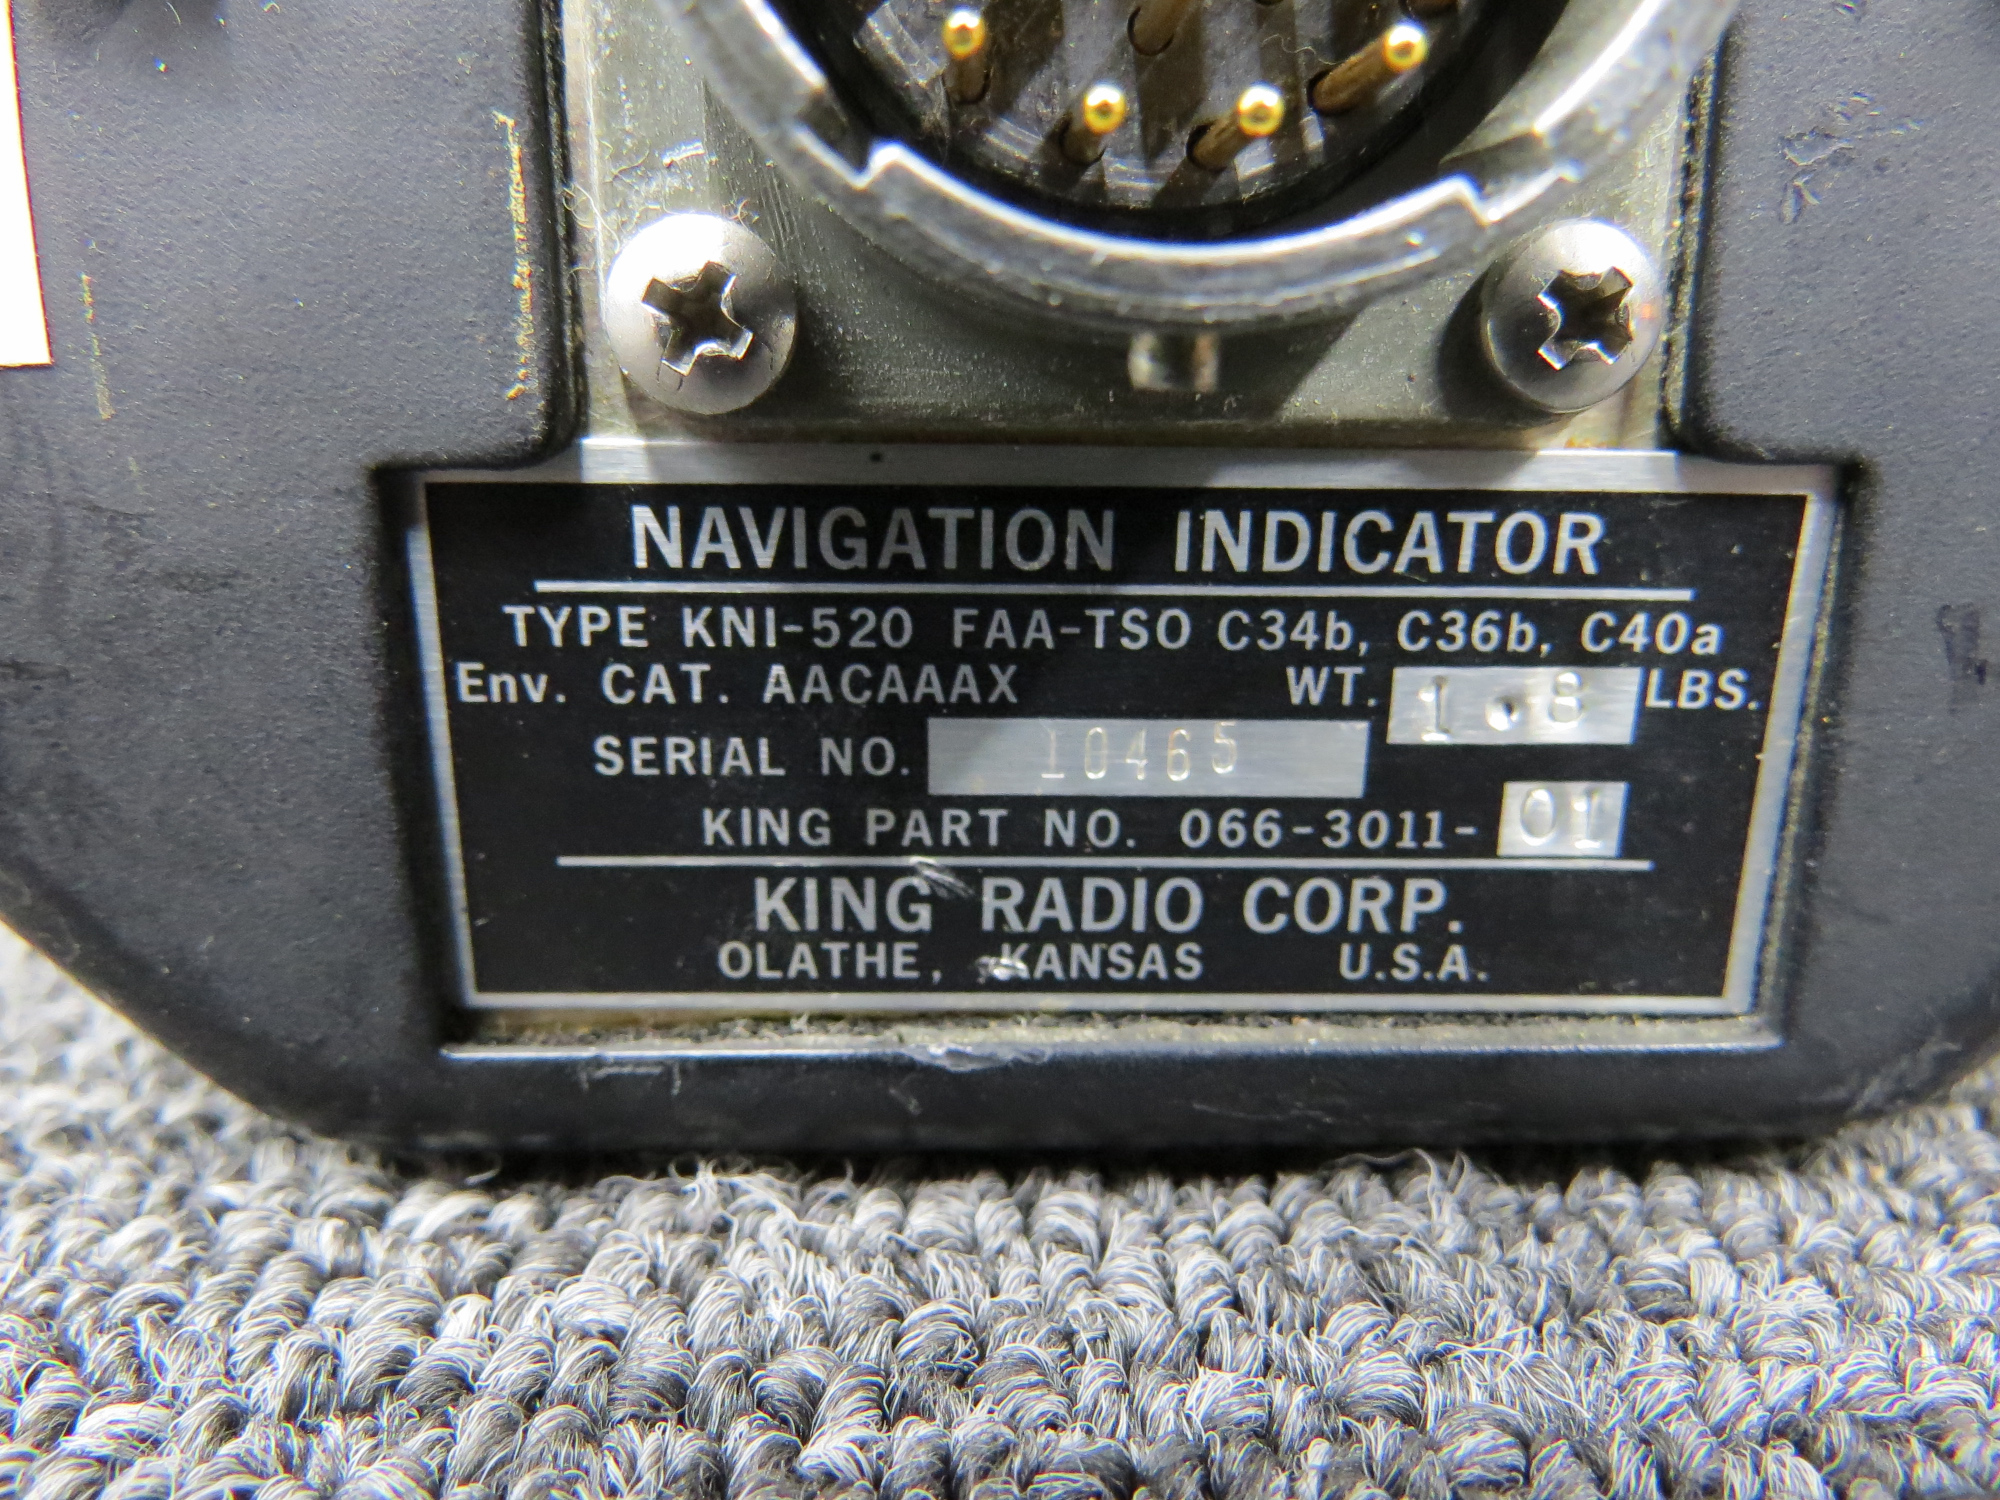 NAVIGATION INDICATOR
TYPE KNI-520 FAA-TSO C34b, C36b, C40a
Env. CAT. AACAAAX WT. 1.8 LBS.
SERIAL NO. 10465
KING PART NO. 066-3011-01
KING RADIO CORP.
OLATHE, KANSAS U.S.A.